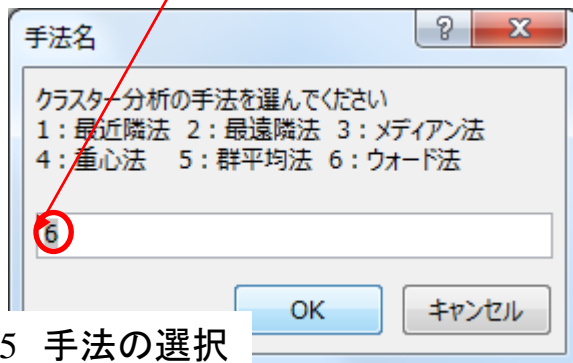 手法名
クラスター分析の手法を選んでください
1：最近隣法 2：最遠隣法 3：メディアン法
4：重心法 5：群平均法 6：ウォード法
6
OK キャンセル
5 手法の選択